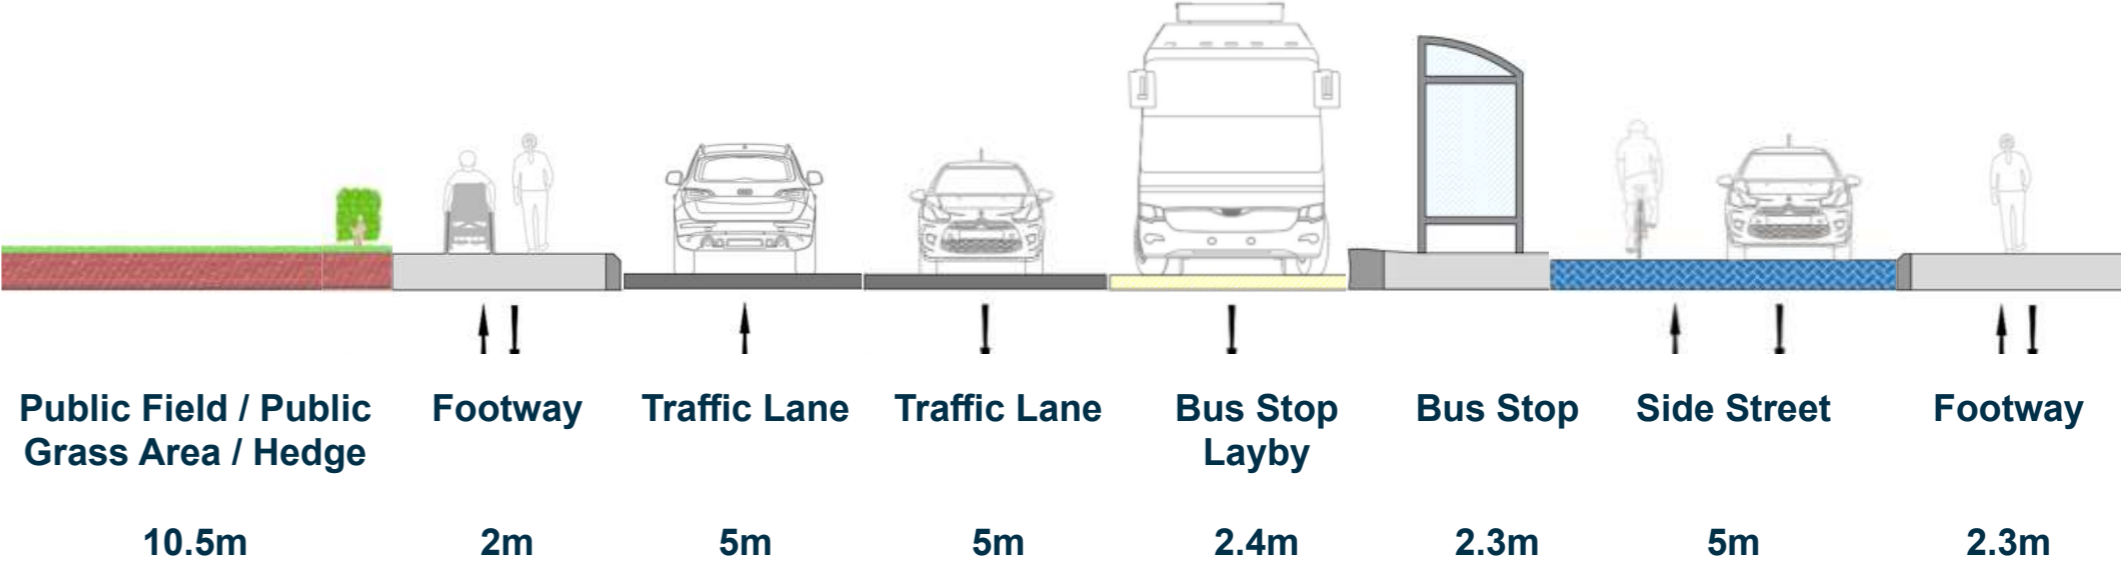 Public Field / Public
Grass Area / Hedge
Footway
Traffic Lane
Traffic Lane
Bus Stop
Layby
Bus Stop
Side Street
Footway
10.5m
2m
5m
5m
2.4m
2.3m
5m
2.3m